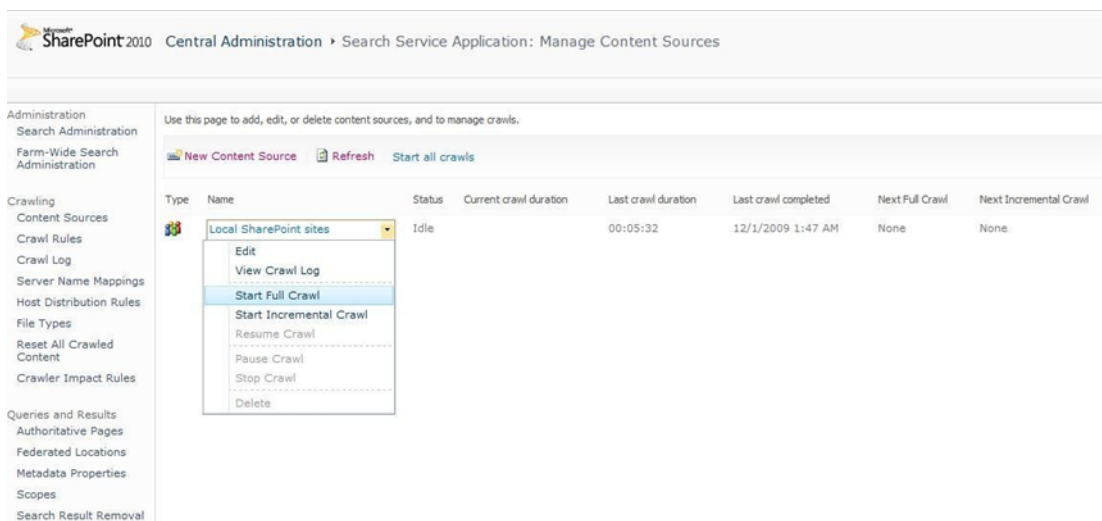 Microsoft
SharePoint 2010 Central Administration ▸ Search Service Application: Manage Content Sources
Administration
Search Administration
Farm-Wide Search
Administration
Crawling
Content Sources
Crawl Rules
Crawl Log
Server Name Mappings
Host Distribution Rules
File Types
Reset All Crawled
Content
Crawler Impact Rules
Queries and Results
Authoritative Pages
Federated Locations
Metadata Properties
Scopes
Search Result Removal
Use this page to add, edit, or delete content sources, and to manage crawls.
New Content Source Refresh Start all crawls
Type Name Status Current crawl duration Last crawl duration Last crawl completed Next Full Crawl Next Incremental Crawl
Local SharePoint sites Idle 00:05:32 12/1/2009 1:47 AM None None
Edit
View Crawl Log
Start Full Crawl
Start Incremental Crawl
Resume Crawl
Pause Crawl
Stop Crawl
Delete